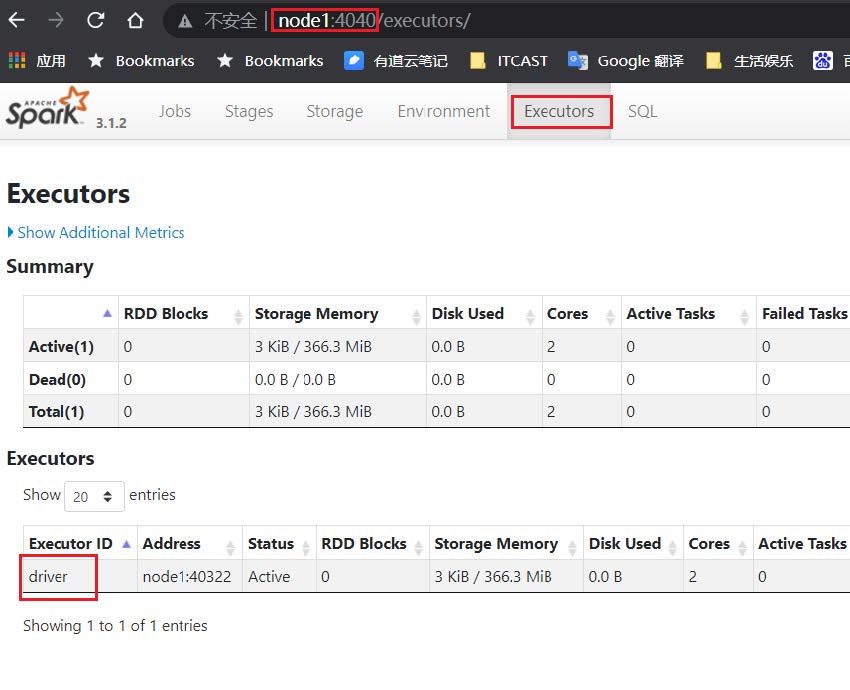 不安全 | node1:4040/executors/
应用 Bookmarks Bookmarks 有道云笔记 ITCAST Google 翻译 生活娱乐
APACHE Spark 3.1.2 Jobs Stages Storage Environment Executors SQL
Executors
Show Additional Metrics
Summary
RDD Blocks Storage Memory Disk Used Cores Active Tasks Failed Tasks
Active(1) 0 3 KiB / 366.3 MiB 0.0 B 2 0 0
Dead(0) 0 0.0 B / 0.0 B 0.0 B 0 0 0
Total(1) 0 3 KiB / 366.3 MiB 0.0 B 2 0 0
Executors
Show 20 entries
Executor ID Address Status RDD Blocks Storage Memory Disk Used Cores Active Tasks
driver node1:40322 Active 0 3 KiB / 366.3 MiB 0.0 B 2 0
Showing 1 to 1 of 1 entries